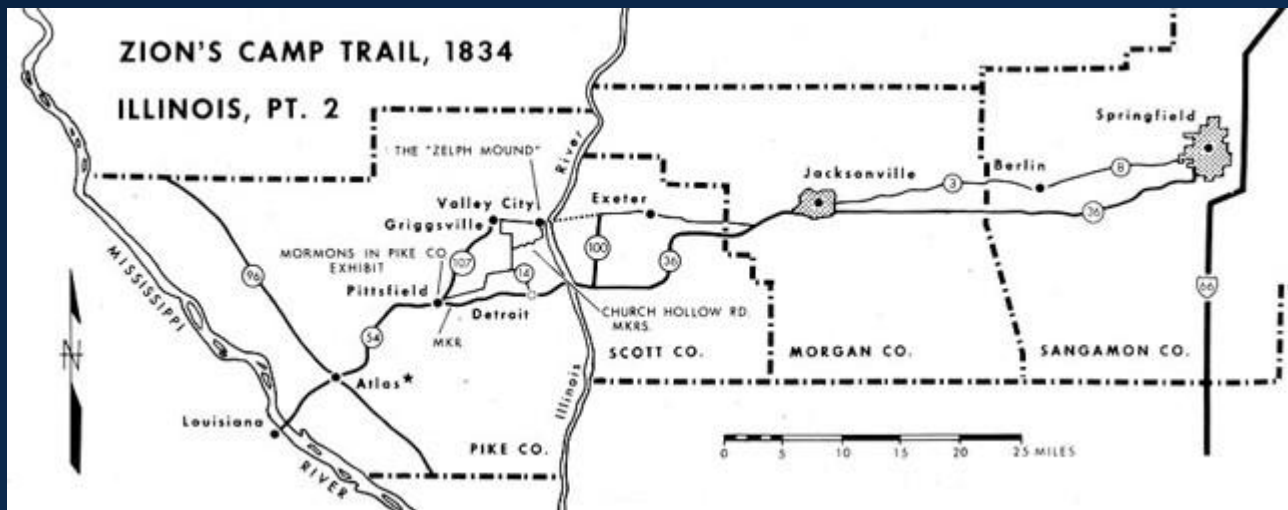 ZION'S CAMP TRAIL, 1834
ILLINOIS, PT. 2
THE "ZELPH MOUND"
River
Springfield
Jacksonville
Berlin
8
3
Valley City
Exeter
Griggsville
36
MORMONS IN PIKE CO.
EXHIBIT
107
100
36
96
14
MISSISSIPPI
Pittsfield
66
Detroit
CHURCH HOLLOW RD.
MKRS.
N
54
MKR
SCOTT CO.
MORGAN CO.
SANGAMON CO.
Atlas*
Illinois
Louisiana
PIKE CO.
0 5 10 15 20 25 MILES
RIVER